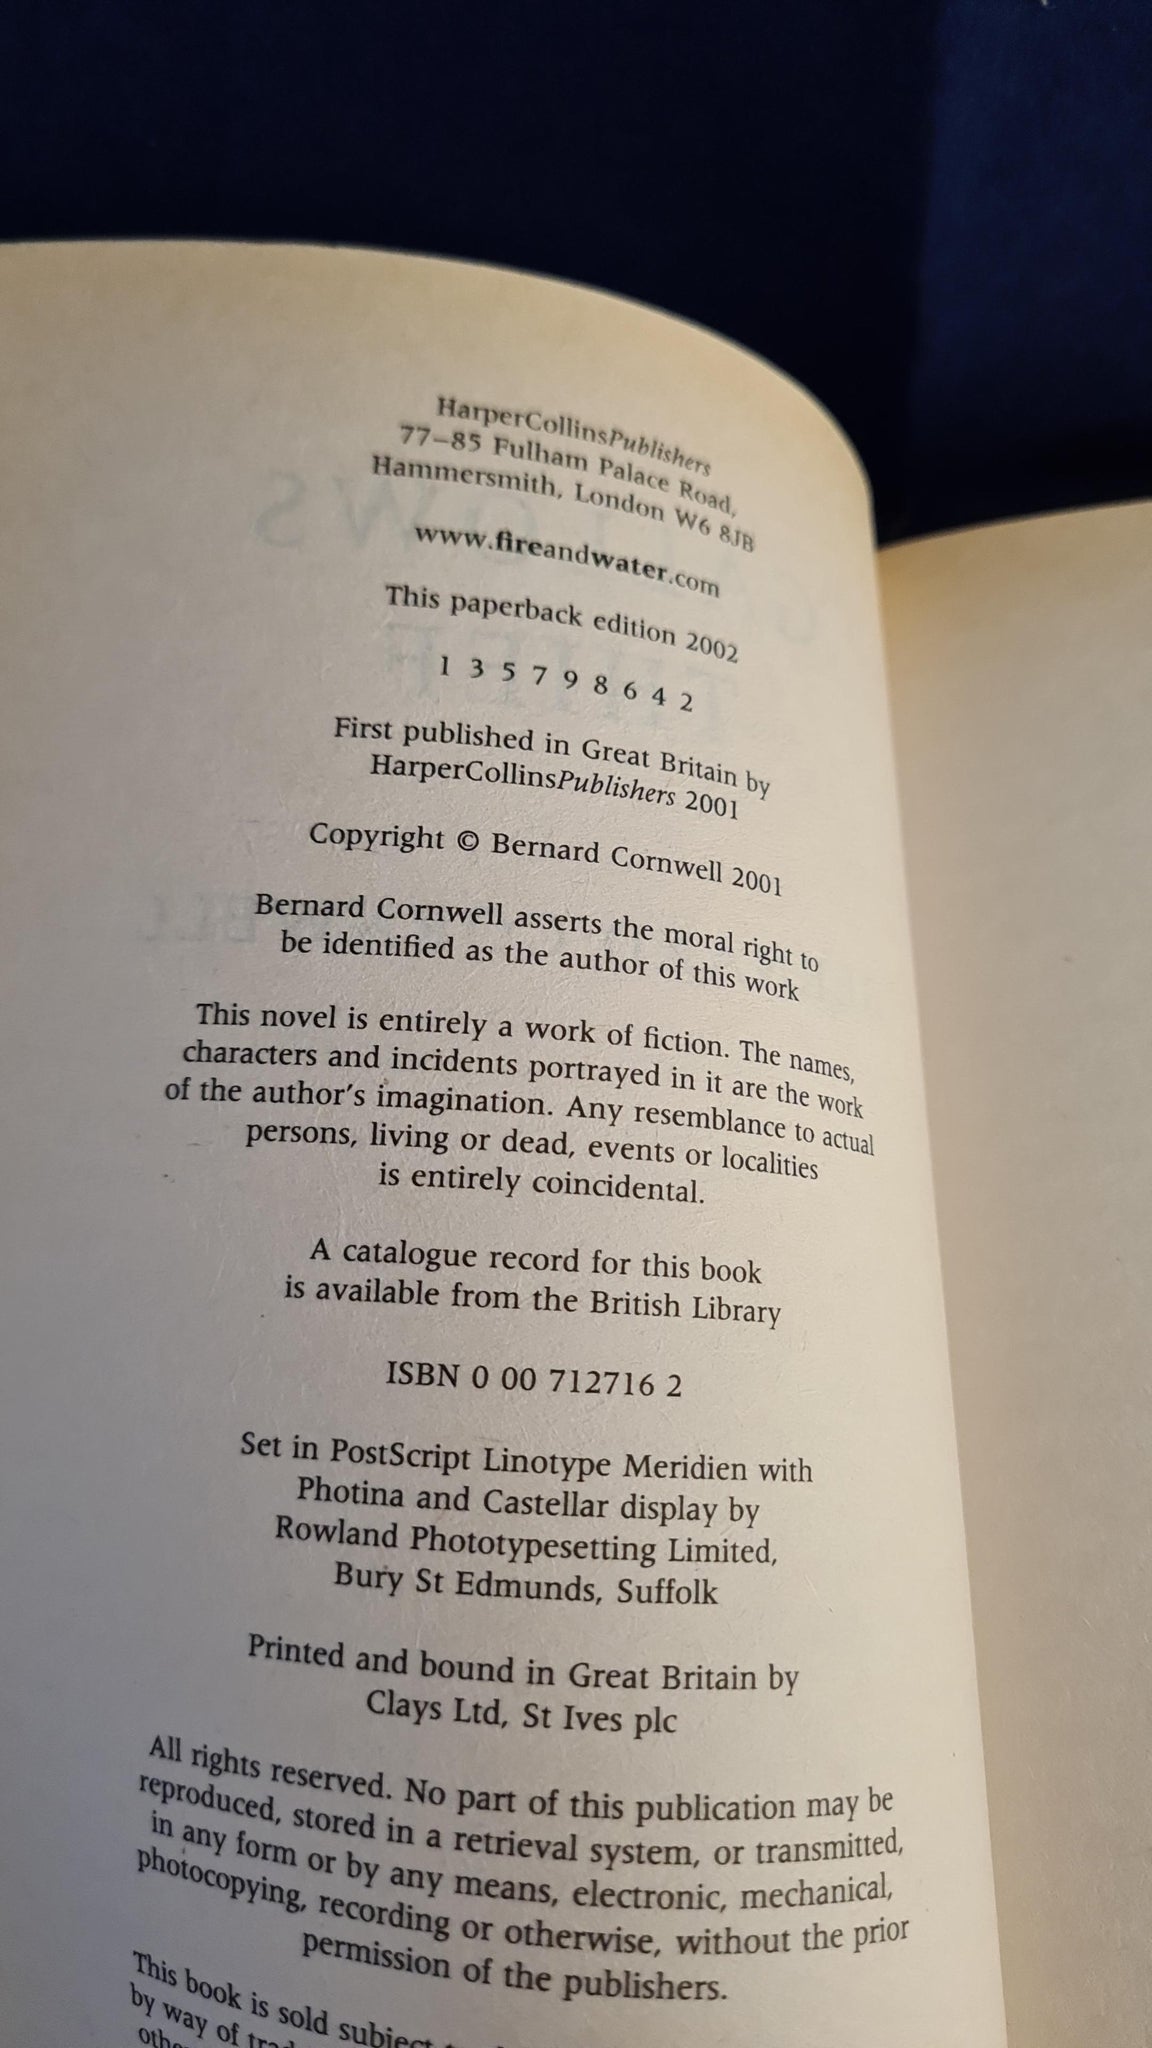 HarperCollinsPublishers
77–85 Fulham Palace Road,
Hammersmith, London W6 8JB
www.fireandwater.com
This paperback edition 2002
1 3 5 7 9 8 6 4 2
First published in Great Britain by
HarperCollinsPublishers 2001
Copyright © Bernard Cornwell 2001
Bernard Cornwell asserts the moral right to
be identified as the author of this work
This novel is entirely a work of fiction. The names,
characters and incidents portrayed in it are the work
of the author's imagination. Any resemblance to actual
persons, living or dead, events or localities
is entirely coincidental.
A catalogue record for this book
is available from the British Library
ISBN 0 00 712716 2
Set in PostScript Linotype Meridien with
Photina and Castellar display by
Rowland Phototypesetting Limited,
Bury St Edmunds, Suffolk
Printed and bound in Great Britain by
Clays Ltd, St Ives plc
All rights reserved. No part of this publication may be
reproduced, stored in a retrieval system, or transmitted,
in any form or by any means, electronic, mechanical,
photocopying, recording or otherwise, without the prior
permission of the publishers.
This book is sold subject
by way of